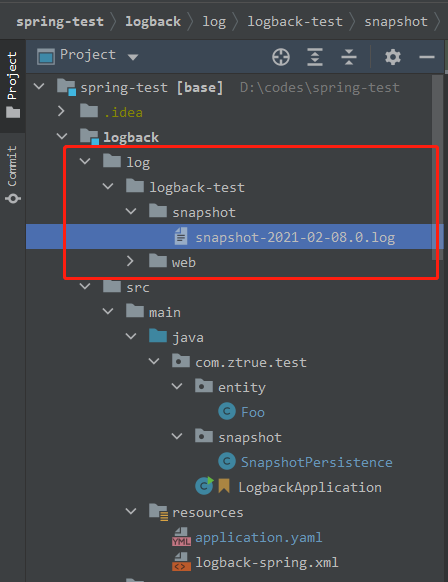 spring-test > logback > log > logback-test > snapshot >
Project
Project
Commit
spring-test [base] D:\codes\spring-test
.idea
logback
log
logback-test
snapshot
snapshot-2021-02-08.0.log
web
src
main
java
com.ztrue.test
entity
C Foo
snapshot
C SnapshotPersistence
C LogbackApplication
resources
YML application.yaml
logback-spring.xml